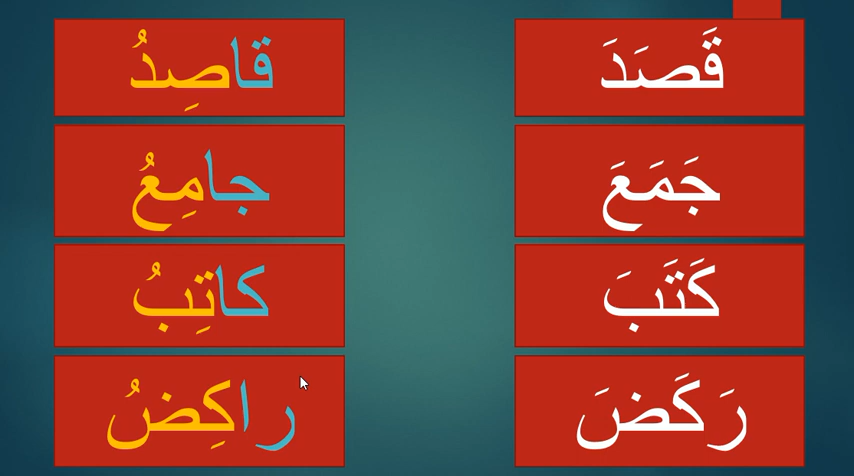 قَصَدَ قاصِدُ
جَمَعَ جامِعُ
كَتَبَ كاتِبُ
رَكَضَ راكِضُ